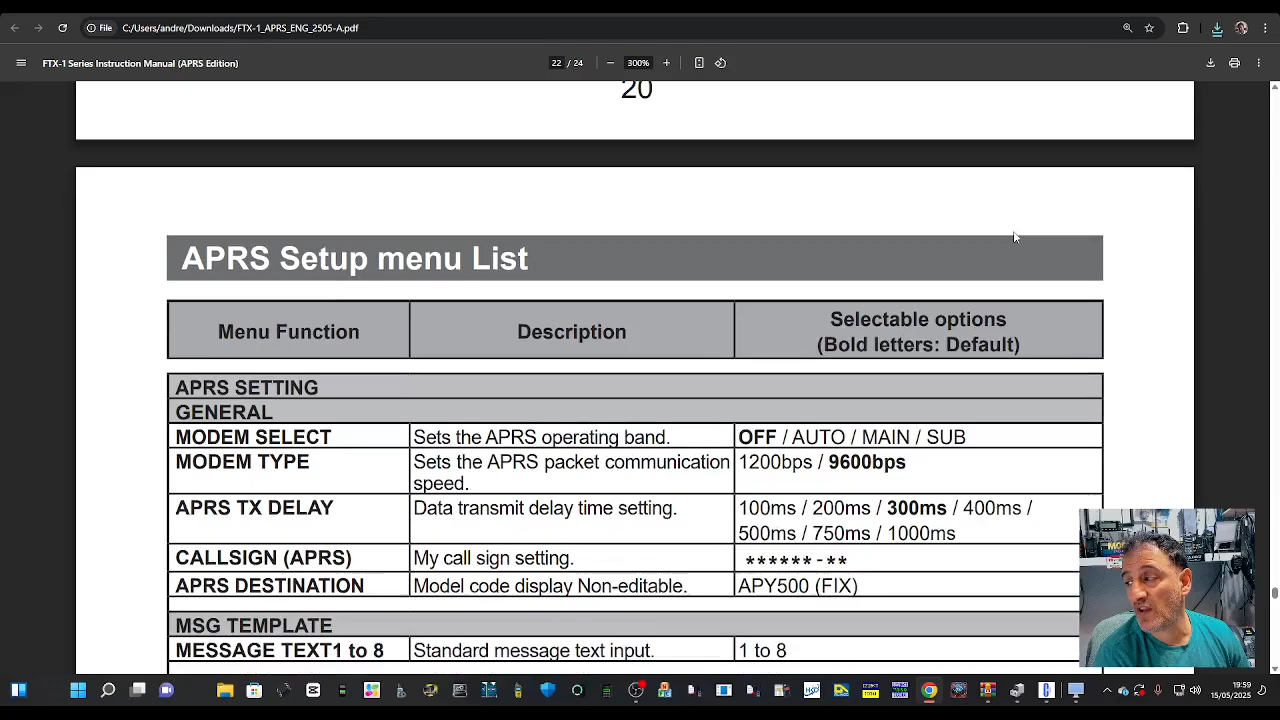 File
C:/Users/andre/Downloads/FTX-1_APRS_ENG_2505-A.pdf
FTX-1 Series Instruction Manual (APRS Edition)
22 / 24
300%
20
APRS Setup menu List
Menu Function
Description
Selectable options
(Bold letters: Default)
APRS SETTING
GENERAL
MODEM SELECT
Sets the APRS operating band.
OFF / AUTO / MAIN / SUB
MODEM TYPE
Sets the APRS packet communication
speed.
1200bps / 9600bps
APRS TX DELAY
Data transmit delay time setting.
100ms / 200ms / 300ms / 400ms /
500ms / 750ms / 1000ms
CALLSIGN (APRS)
My call sign setting.
******-**
APRS DESTINATION
Model code display Non-editable.
APY500 (FIX)
MSG TEMPLATE
MESSAGE TEXT1 to 8
Standard message text input.
1 to 8
19:59
15/05/2025